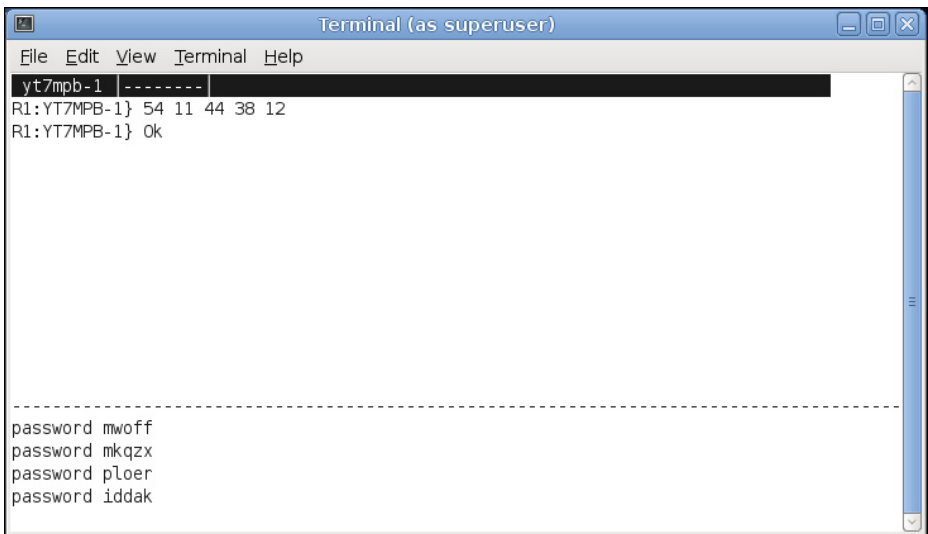 Terminal (as superuser)
File Edit View Terminal Help
yt7mpb-1 |--------|
R1:YT7MPB-1} 54 11 44 38 12
R1:YT7MPB-1} Ok
--------------------------------------------------------------------------------
password mwoff
password mkqzx
password ploer
password iddak